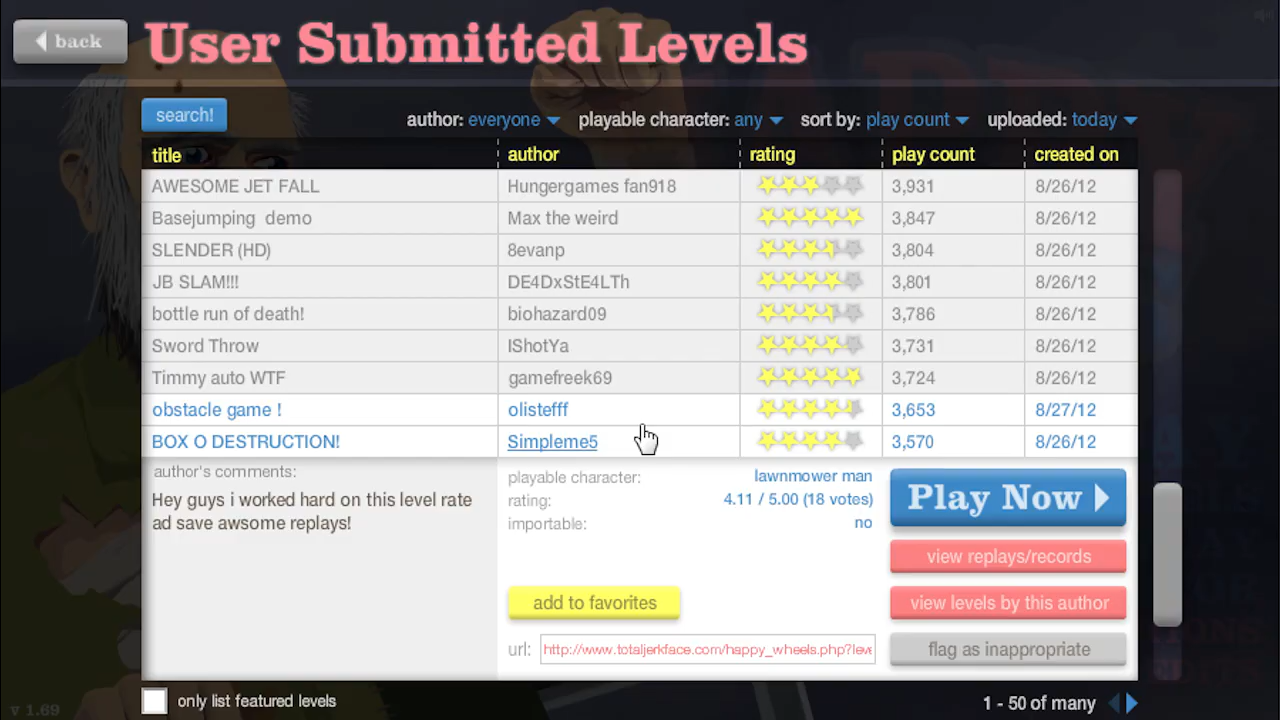 back
User Submitted Levels
search!
author: everyone playable character: any sort by: play count uploaded: today
title author rating play count created on
AWESOME JET FALL Hungergames fan918 3,931 8/26/12
Basejumping demo Max the weird 3,847 8/26/12
SLENDER (HD) 8evanp 3,804 8/26/12
JB SLAM!!! DE4DxStE4LTh 3,801 8/26/12
bottle run of death! biohazard09 3,786 8/26/12
Sword Throw IShotYa 3,731 8/26/12
Timmy auto WTF gamefreek69 3,724 8/26/12
obstacle game ! olistefff 3,653 8/27/12
BOX O DESTRUCTION! Simpleme5 3,570 8/26/12
author's comments:
Hey guys i worked hard on this level rate
ad save awsome replays!
playable character: lawnmower man
rating: 4.11 / 5.00 (18 votes)
importable: no
Play Now
view replays/records
add to favorites
view levels by this author
url: http://www.totaljerkface.com/happy_wheels.php?leve
flag as inappropriate
only list featured levels
1 - 50 of many
v 1.69